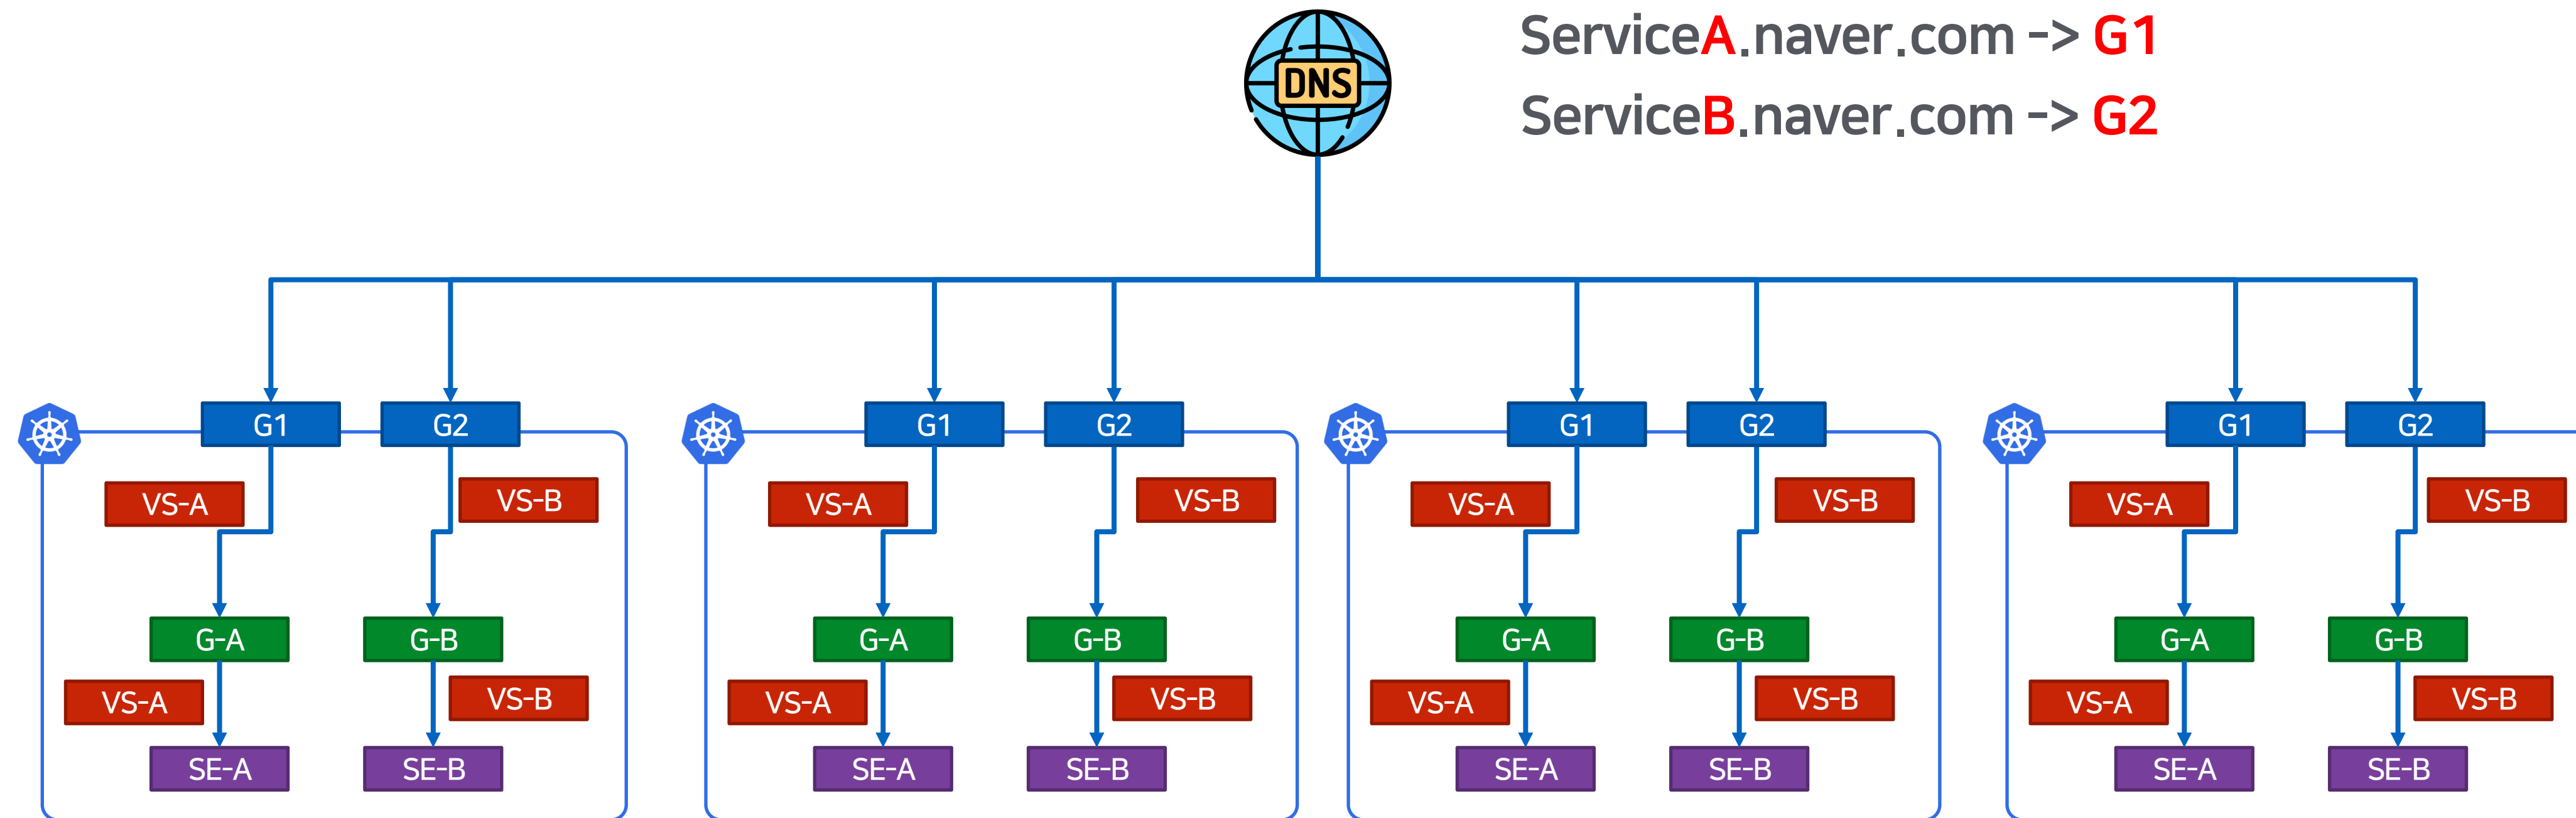 DNS
ServiceA.naver.com -> G1
ServiceB.naver.com -> G2
G1 G2 G1 G2 G1 G2 G1 G2
VS-A VS-B VS-A VS-B VS-A VS-B VS-A VS-B
G-A G-B G-A G-B G-A G-B G-A G-B
VS-A VS-B VS-A VS-B VS-A VS-B VS-A VS-B
SE-A SE-B SE-A SE-B SE-A SE-B SE-A SE-B